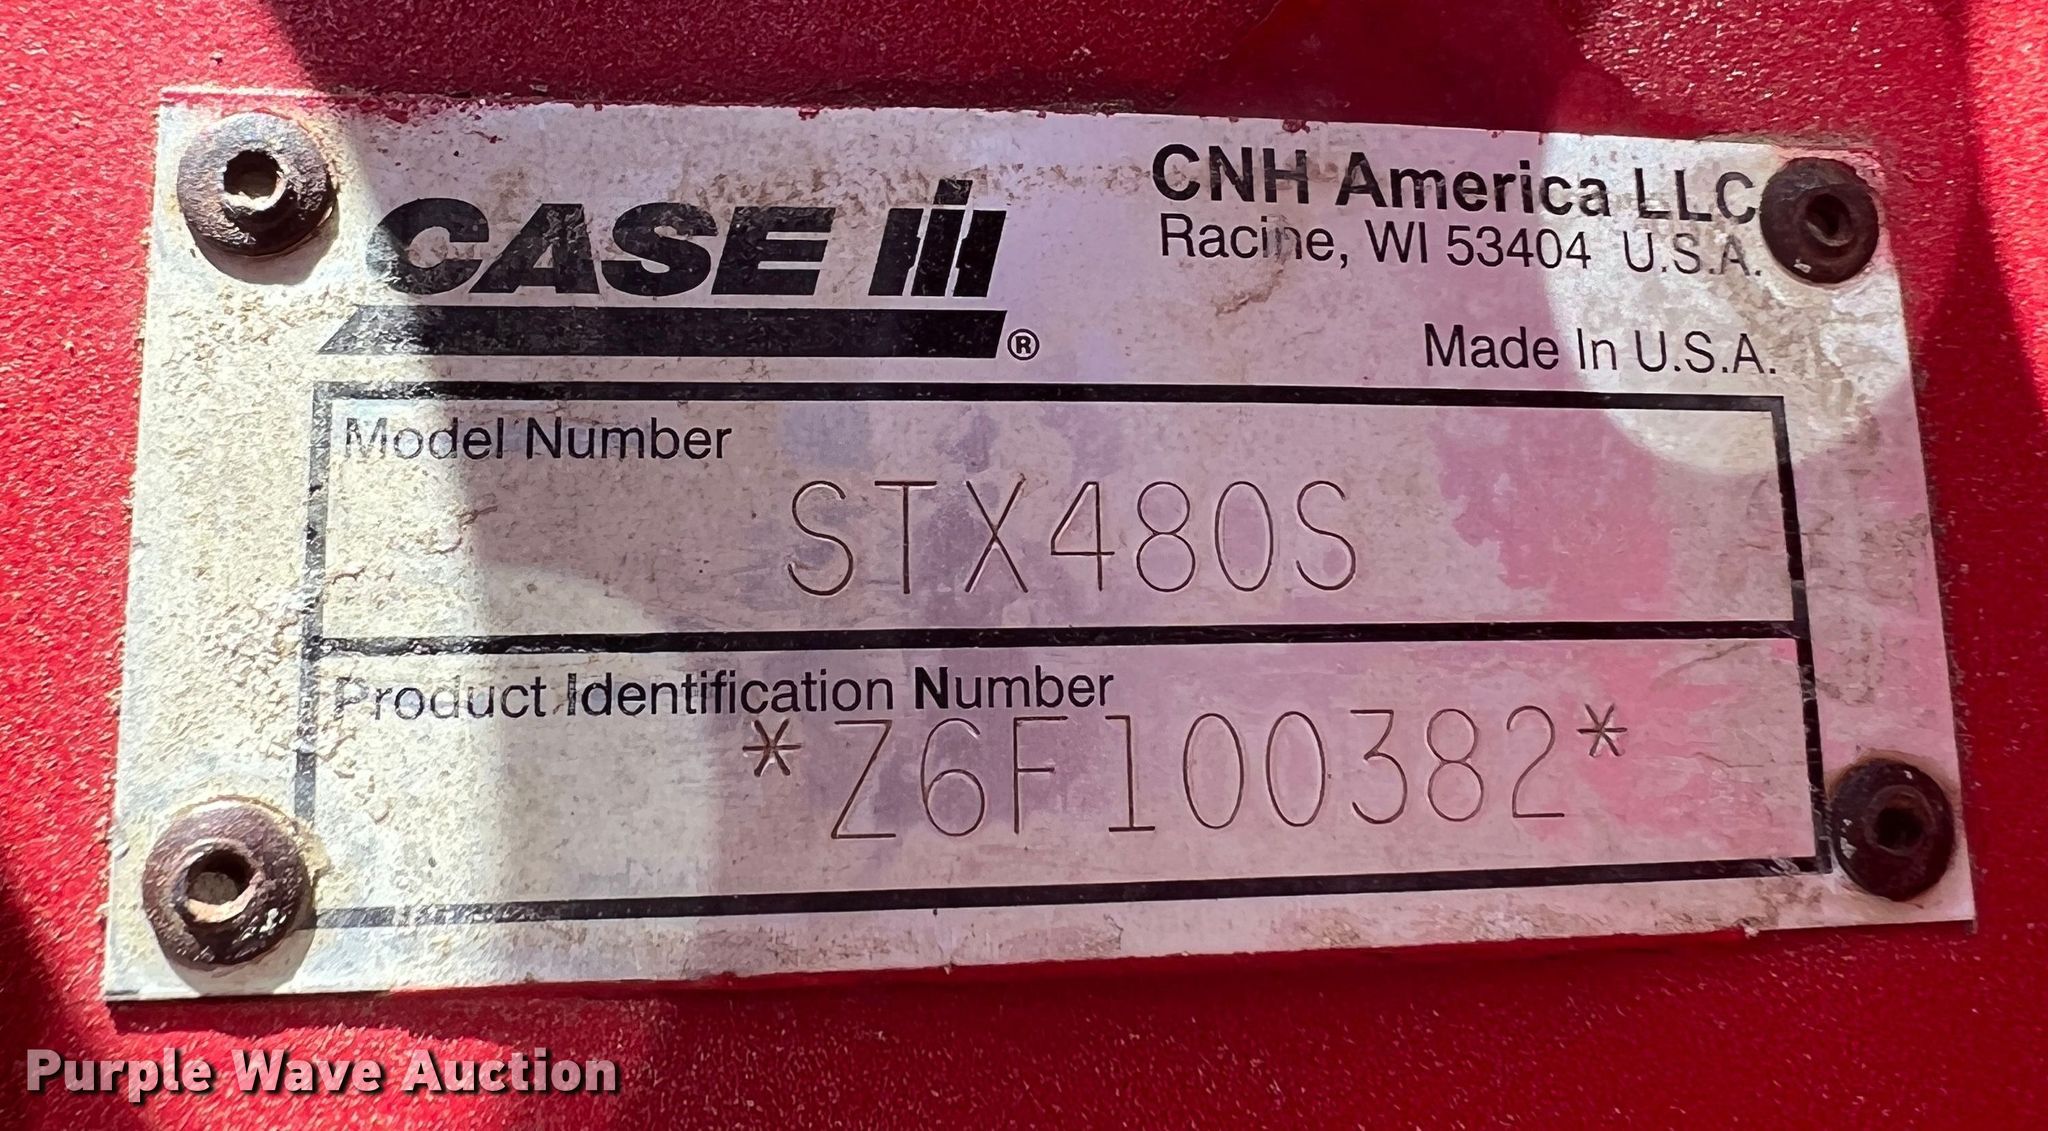 CASE IH ®
CNH America LLC
Racine, WI 53404 U.S.A.
Made In U.S.A.
Model Number
STX480S
Product Identification Number
*Z6F100382*
Purple Wave Auction